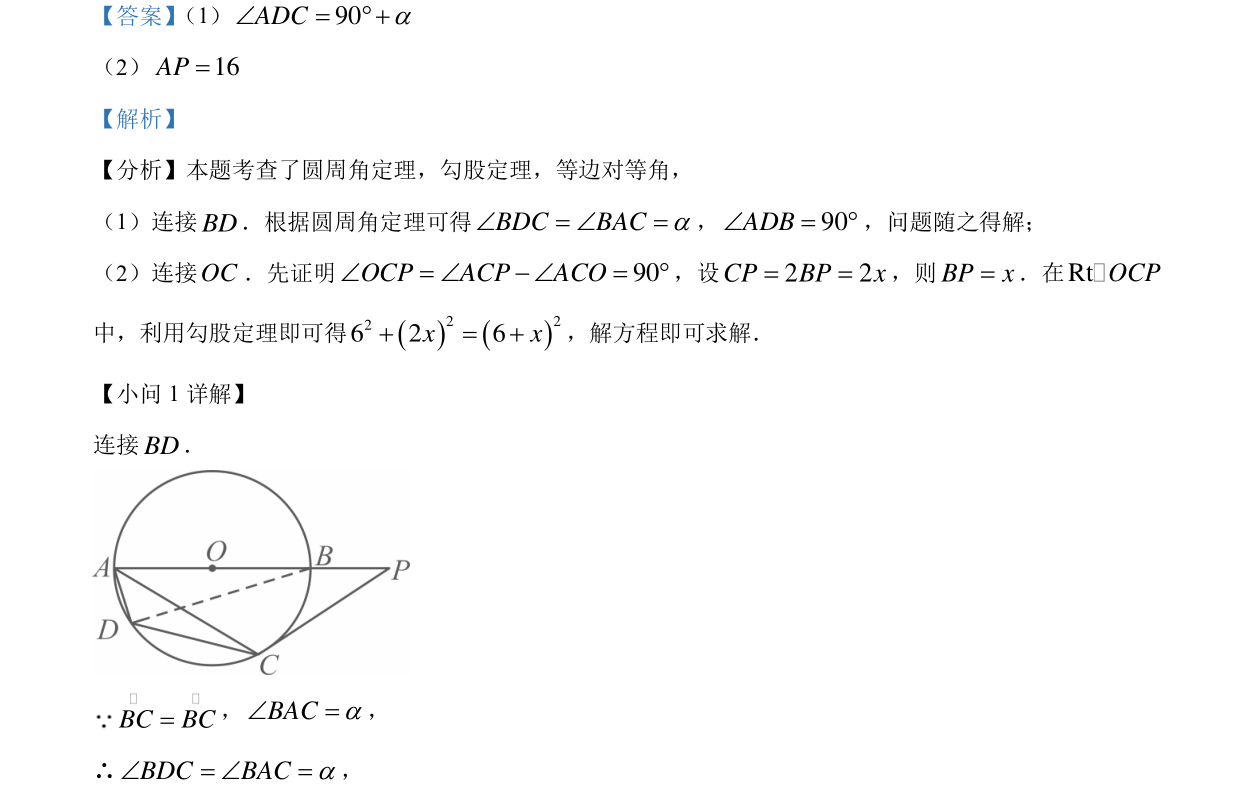 【答案】（1）∠ADC = 90° + α
（2）AP = 16
【解析】
【分析】本题考查了圆周角定理，勾股定理，等边对等角，
（1）连接BD．根据圆周角定理可得∠BDC = ∠BAC = α，∠ADB = 90°，问题随之得解；
（2）连接OC．先证明∠OCP = ∠ACP − ∠ACO = 90°，设CP = 2BP = 2x，则BP = x．在Rt□OCP
中，利用勾股定理即可得6² + (2x)² = (6 + x)²，解方程即可求解．
【小问 1 详解】
连接BD．
O
B
A
P
D
C
∵BC = BC，∠BAC = α，
∴∠BDC = ∠BAC = α，